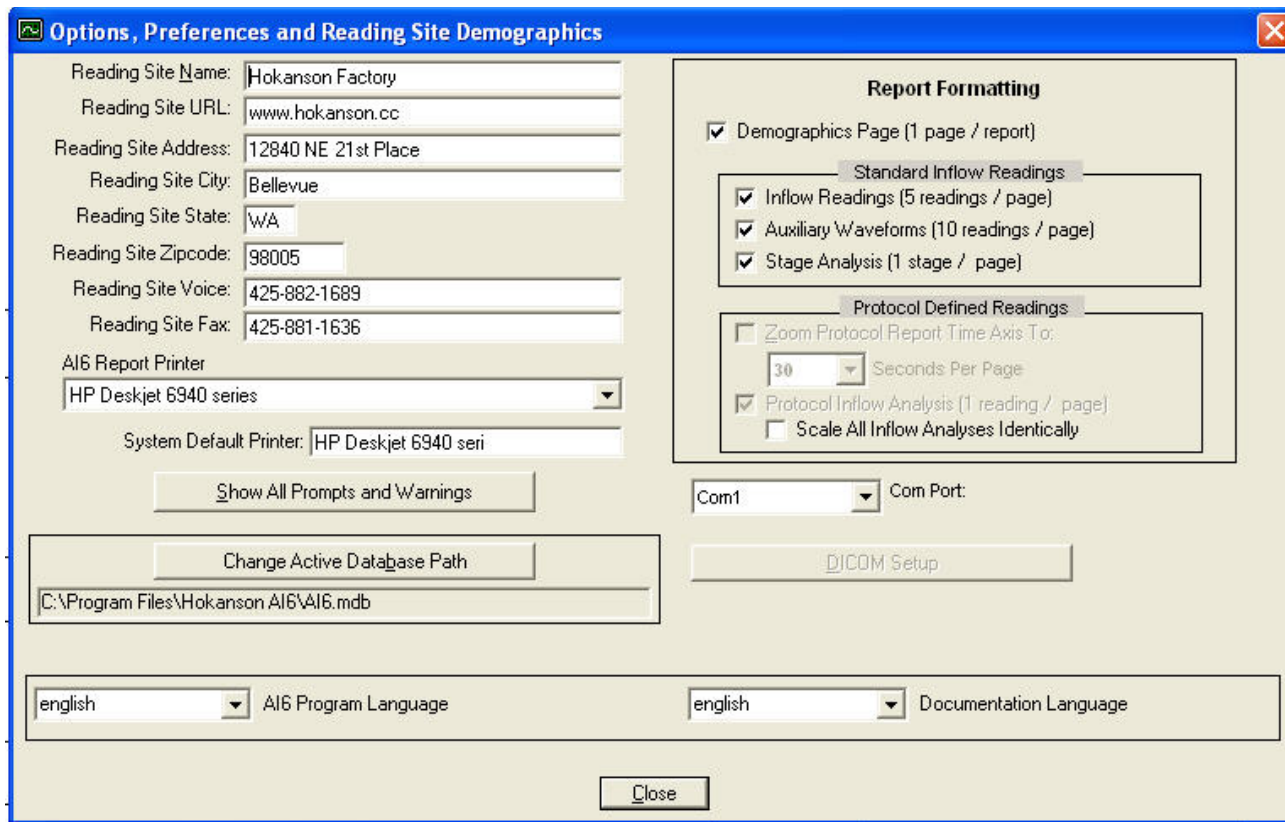 Options, Preferences and Reading Site Demographics
Reading Site Name: Hokanson Factory
Reading Site URL: www.hokanson.cc
Reading Site Address: 12840 NE 21st Place
Reading Site City: Bellevue
Reading Site State: WA
Reading Site Zipcode: 98005
Reading Site Voice: 425-882-1689
Reading Site Fax: 425-881-1636
AI6 Report Printer
HP Deskjet 6940 series
System Default Printer: HP Deskjet 6940 seri
Show All Prompts and Warnings
Change Active Database Path
C:\Program Files\Hokanson AI6\AI6.mdb
Report Formatting
Demographics Page (1 page / report)
Standard Inflow Readings
Inflow Readings (5 readings / page)
Auxiliary Waveforms (10 readings / page)
Stage Analysis (1 stage / page)
Protocol Defined Readings
Zoom Protocol Report Time Axis To:
30 Seconds Per Page
Protocol Inflow Analysis (1 reading / page)
Scale All Inflow Analyses Identically
Com1 Com Port:
DICOM Setup
english AI6 Program Language
english Documentation Language
Close